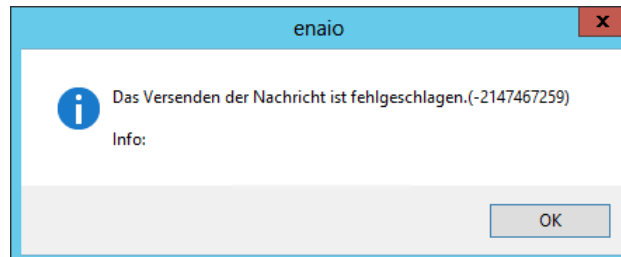 enaio
x
Das Versenden der Nachricht ist fehlgeschlagen.(-2147467259)
Info:
OK